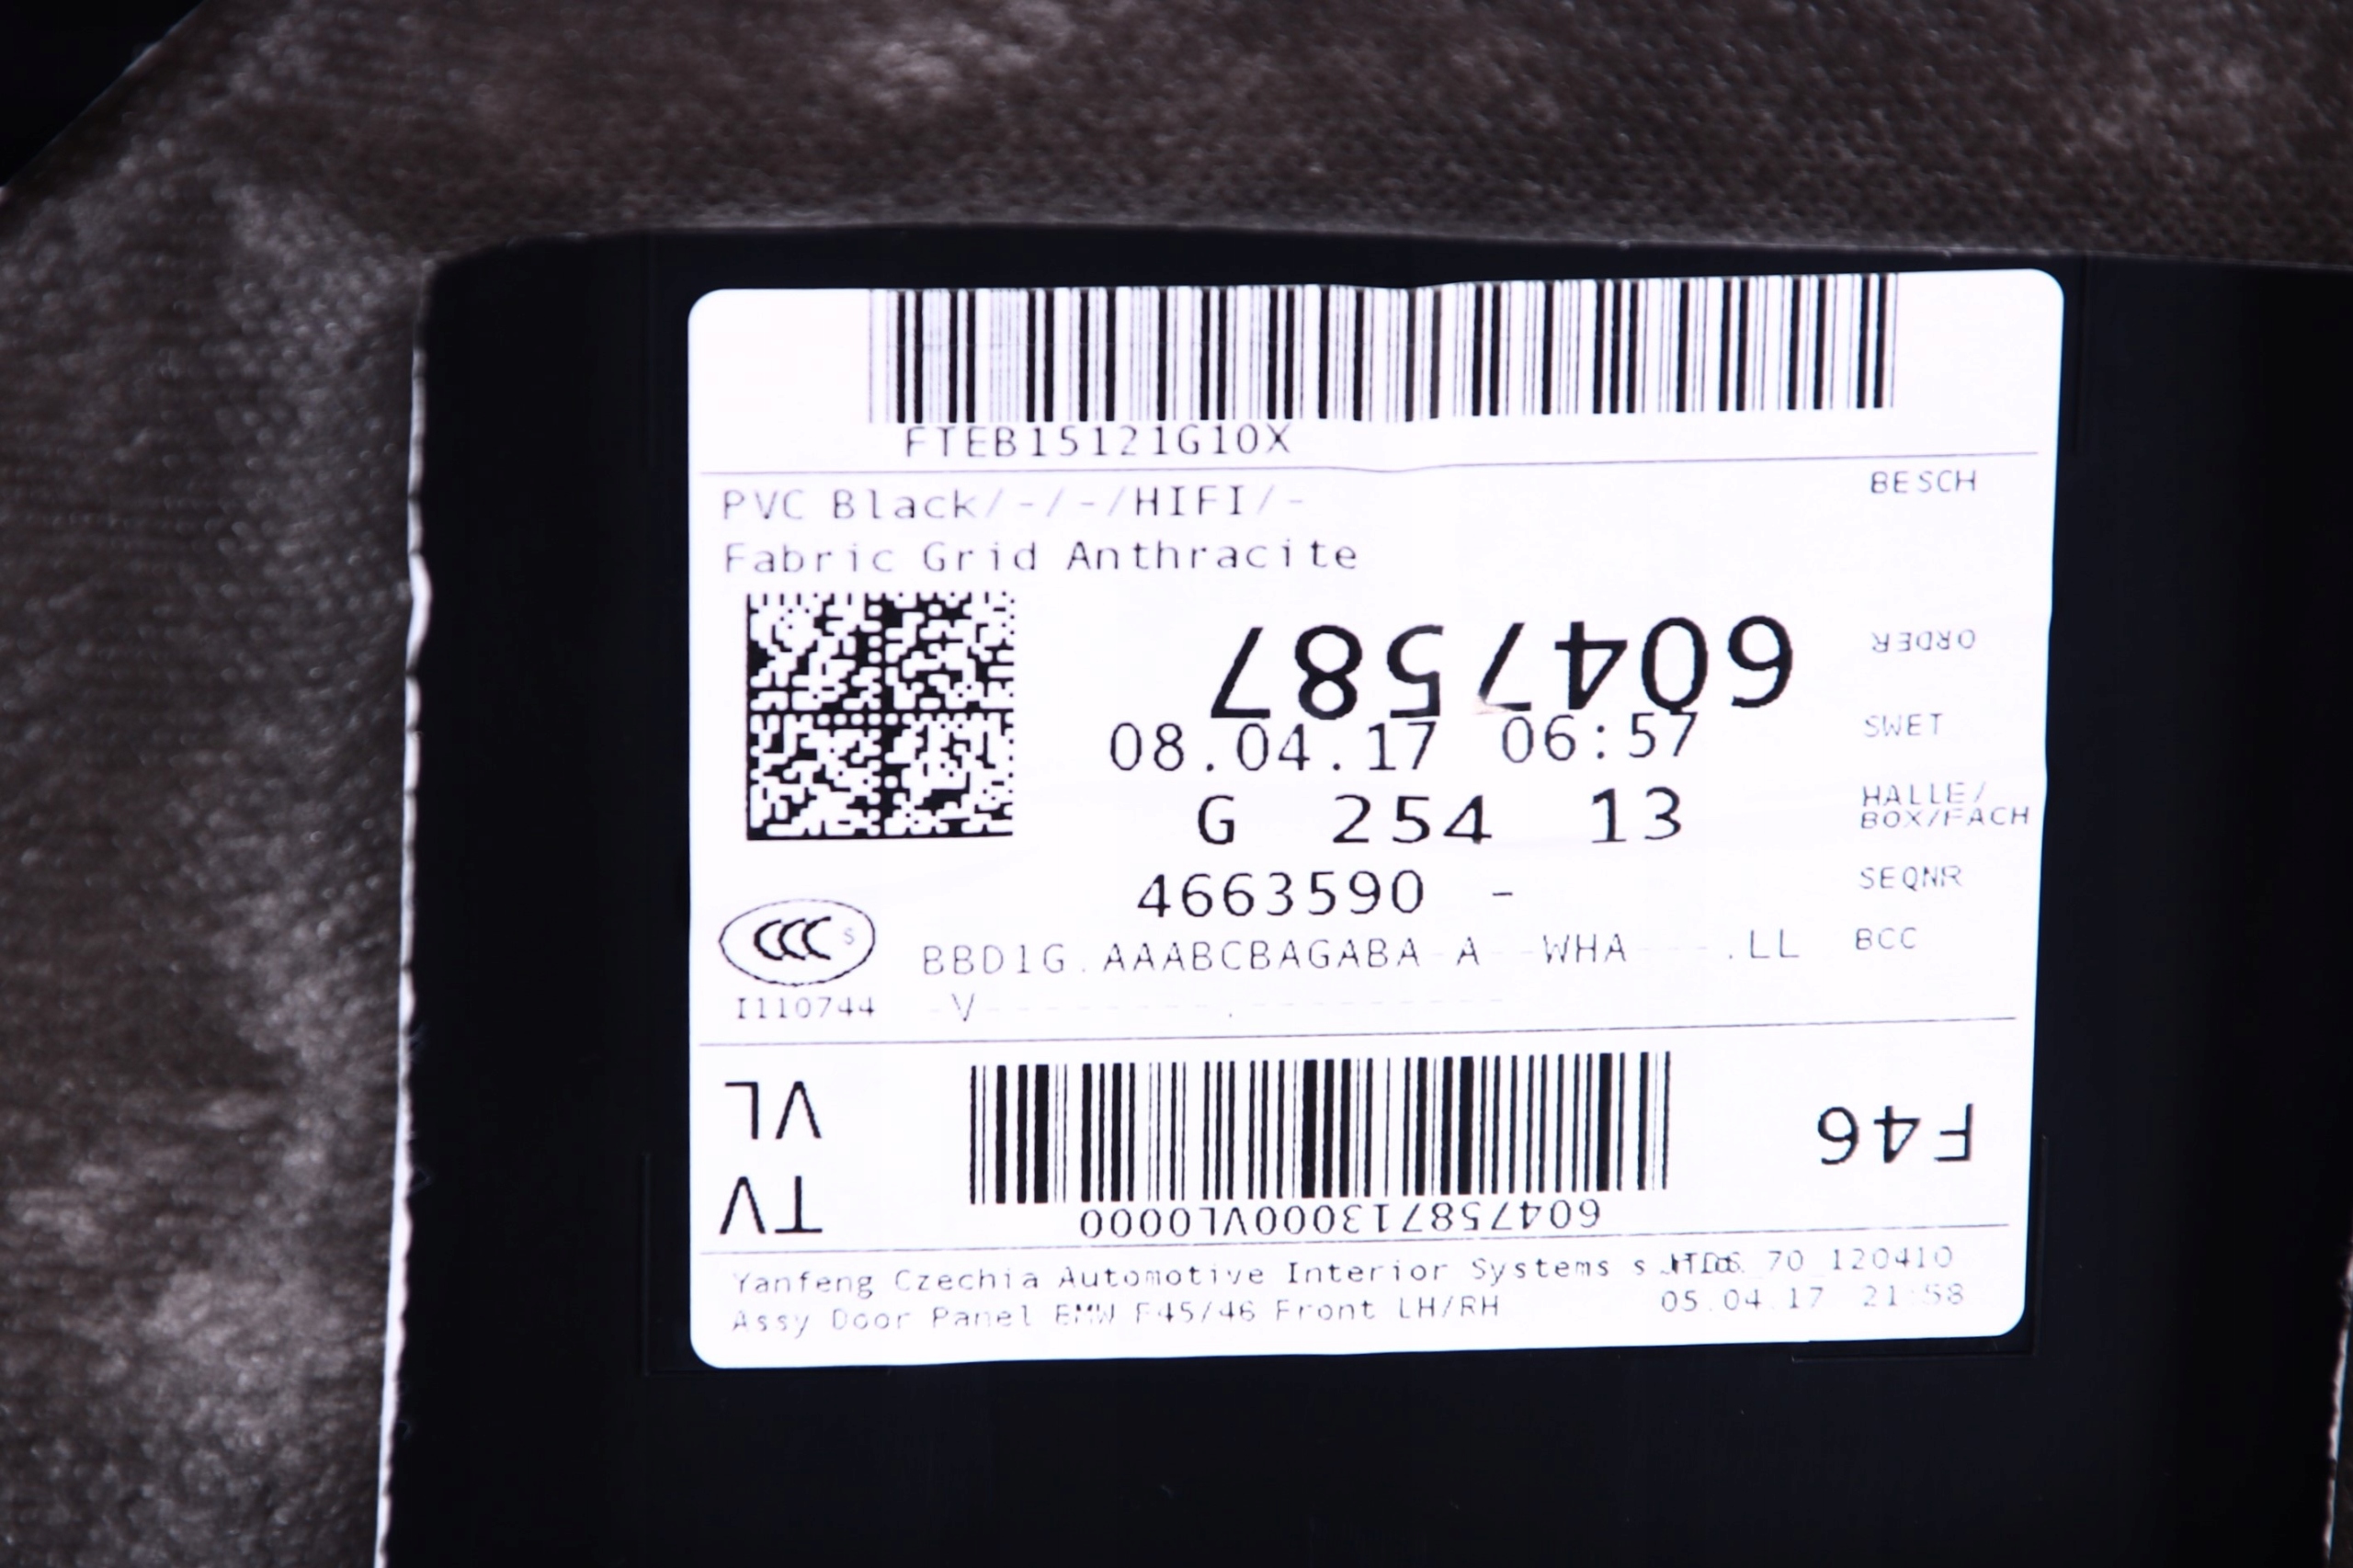 FTEB15121G10X
PVC Black/-/-/HIFI/-
BESCH
Fabric Grid Anthracite
6047587
ORDER
08.04.17 06:57
SWET
G 254 13
HALLE/
BOX/FACH
4663590 -
SEQNR
CCC S
BBD1G.AAABCBAGABA-A--WHA----.LL
BCC
I110744
-V
VL
F46
TV
604758713000VL0000
Yanfeng Czechia Automotive Interior Systems 70 120410
Assy Door Panel BMW F45/46 Front LH/RH
05.04.17 21:58